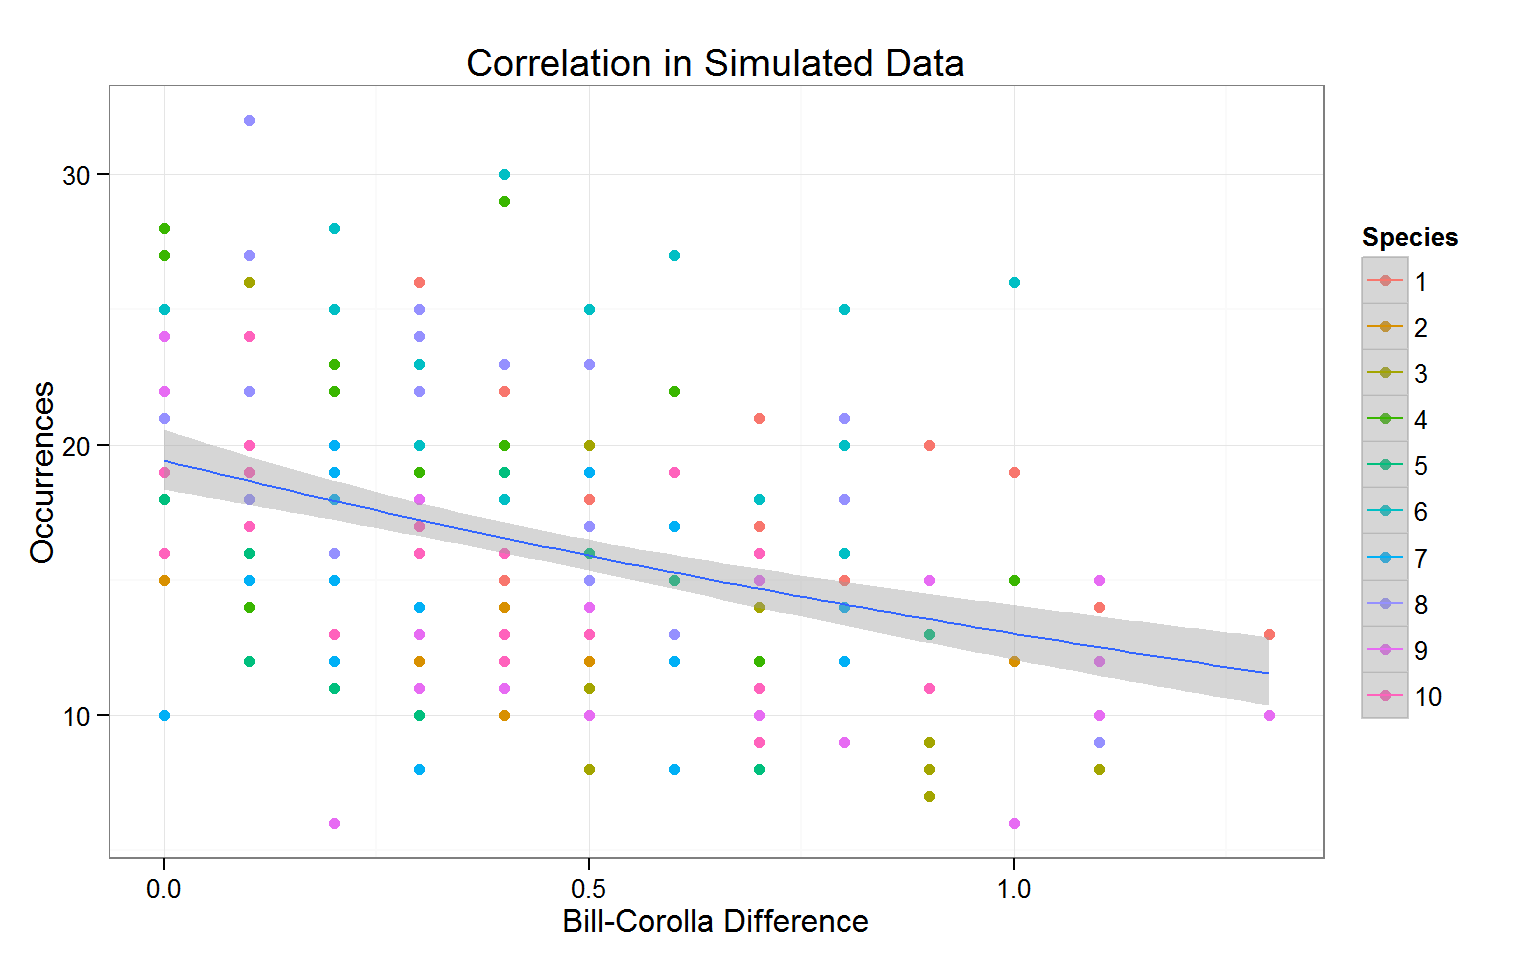 Correlation in Simulated Data
Occurrences
30
20
10
0.0 0.5 1.0
Bill-Corolla Difference
Species
1
2
3
4
5
6
7
8
9
10